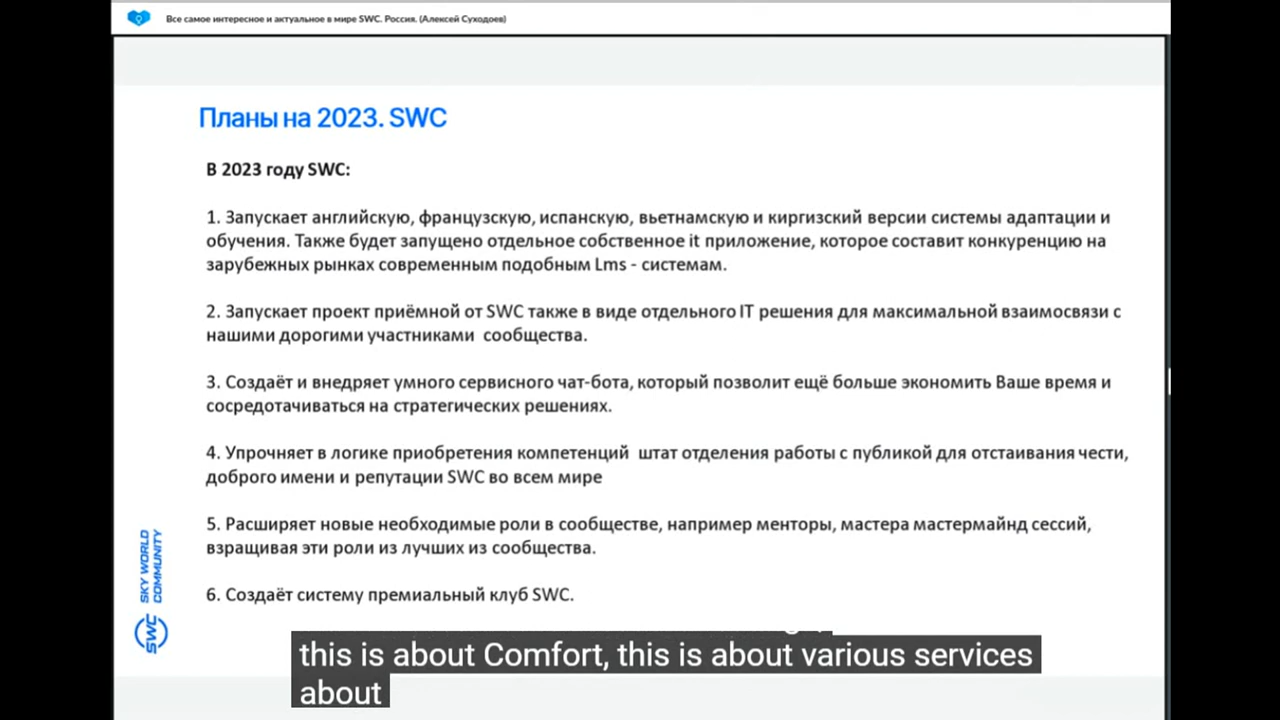 Все самое интересное и актуальное в мире SWC. Россия. (Алексей Суходоев)
Планы на 2023. SWC
В 2023 году SWC:
1. Запускает английскую, французскую, испанскую, вьетнамскую и киргизский версии системы адаптации и
обучения. Также будет запущено отдельное собственное it приложение, которое составит конкуренцию на
зарубежных рынках современным подобным Lms - системам.
2. Запускает проект приёмной от SWC также в виде отдельного IT решения для максимальной взаимосвязи с
нашими дорогими участниками сообщества.
3. Создаёт и внедряет умного сервисного чат-бота, который позволит ещё больше экономить Ваше время и
сосредотачиваться на стратегических решениях.
4. Упрочняет в логике приобретения компетенций штат отделения работы с публикой для отстаивания чести,
доброго имени и репутации SWC во всем мире
5. Расширяет новые необходимые роли в сообществе, например менторы, мастера мастермайнд сессий,
взращивая эти роли из лучших из сообщества.
6. Создаёт систему премиальный клуб SWC.
SWC SKY WORLD
COMMUNITY
this is about Comfort, this is about various services
about